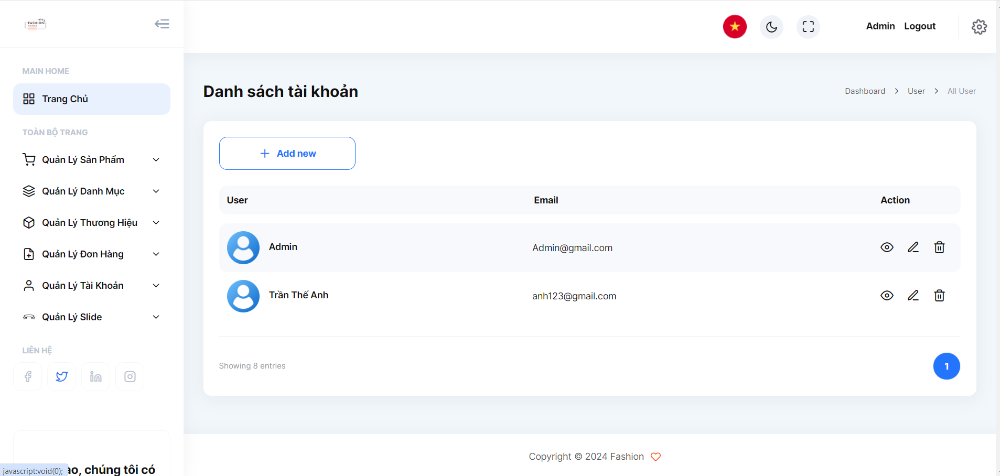 FASHION
Admin Logout
MAIN HOME
Trang Chủ
TOÀN BỘ TRANG
Quản Lý Sản Phẩm
Quản Lý Danh Mục
Quản Lý Thương Hiệu
Quản Lý Đơn Hàng
Quản Lý Tài Khoản
Quản Lý Slide
LIÊN HỆ
ao, chúng tôi có
javascript:void(0);
Danh sách tài khoản
Dashboard > User > All User
+ Add new
User Email Action
Admin Admin@gmail.com
Trần Thế Anh anh123@gmail.com
Showing 8 entries
1
Copyright © 2024 Fashion